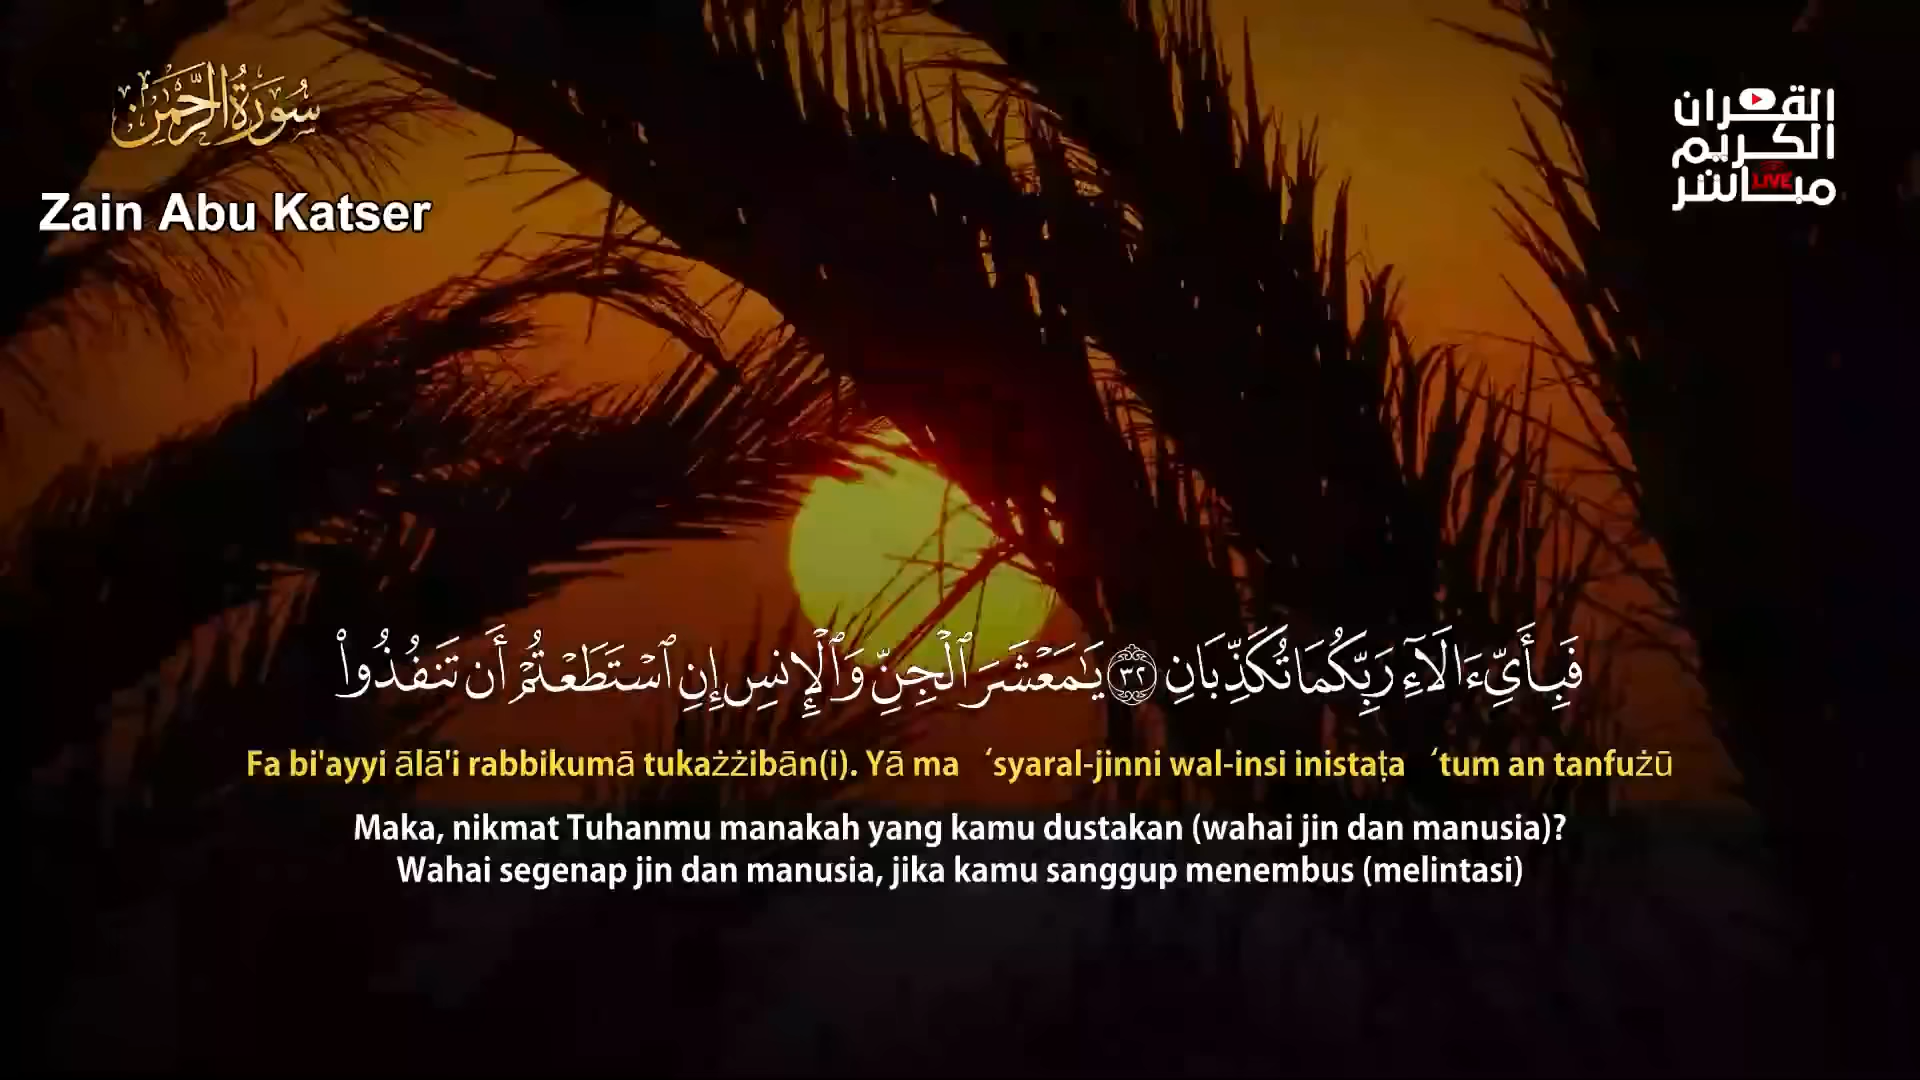 سُورَةُ الرَّحْمٰن
Zain Abu Katser
القرآن
الكريم
مباشر
LIVE
فَبِأَيِّ ءَالَآءِ رَبِّكُمَا تُكَذِّبَانِ ٣٢ يَٰمَعْشَرَ ٱلْجِنِّ وَٱلْإِنسِ إِنِ ٱسْتَطَعْتُمْ أَن تَنفُذُوا۟
Fa bi'ayyi ālā'i rabbikumā tukażżibān(i). Yā ma ‘syaral-jinni wal-insi inistaṭa ‘tum an tanfużū
Maka, nikmat Tuhanmu manakah yang kamu dustakan (wahai jin dan manusia)?
Wahai segenap jin dan manusia, jika kamu sanggup menembus (melintasi)